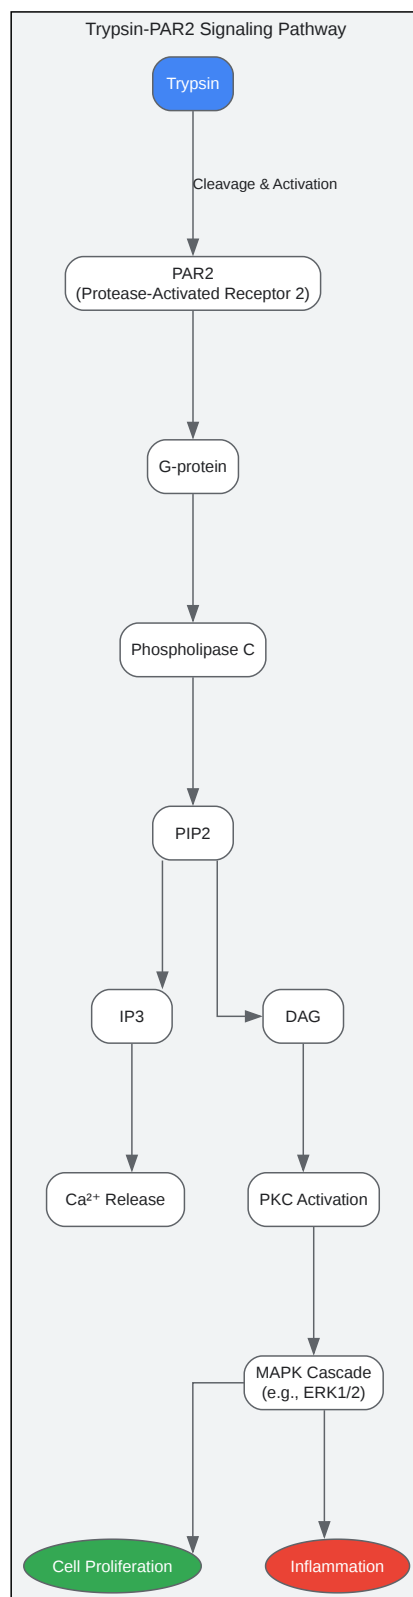 Trypsin-PAR2 Signaling Pathway
Trypsin
Cleavage & Activation
PAR2
(Protease-Activated Receptor 2)
G-protein
Phospholipase C
PIP2
IP3
DAG
Ca²⁺ Release
PKC Activation
MAPK Cascade
(e.g., ERK1/2)
Cell Proliferation
Inflammation